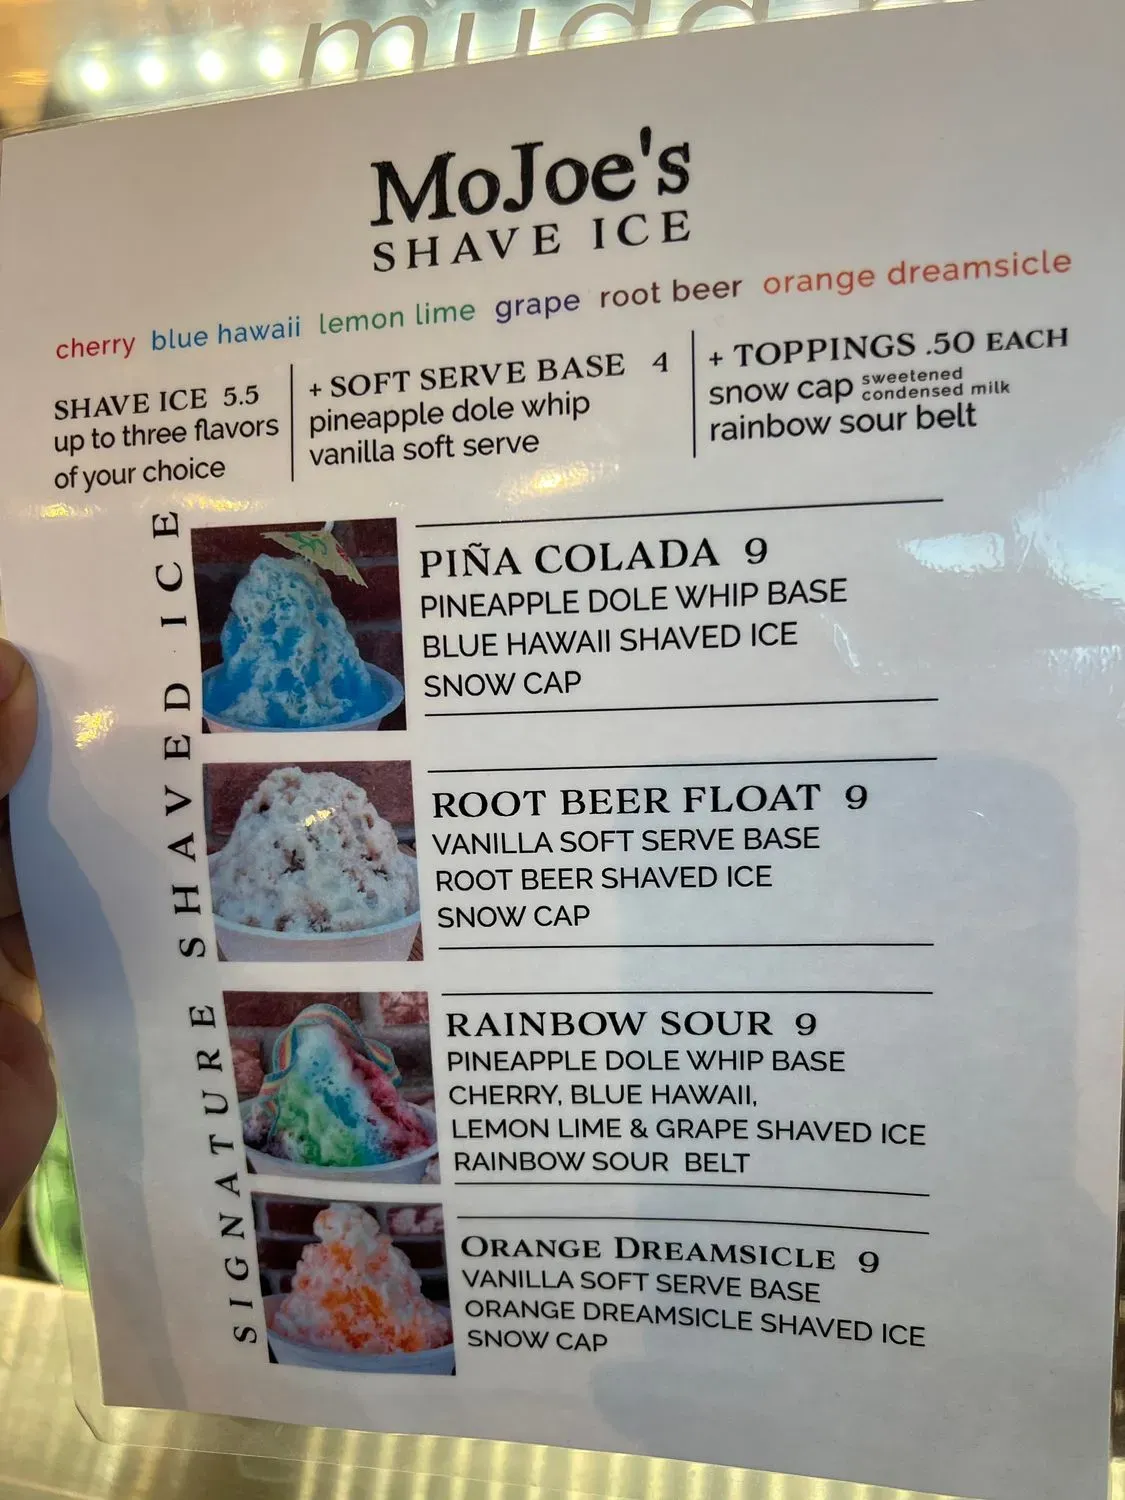 MoJoe's
SHAVE ICE
cherry blue hawaii lemon lime grape root beer orange dreamsicle
SHAVE ICE 5.5
up to three flavors
of your choice
+ SOFT SERVE BASE 4
pineapple dole whip
vanilla soft serve
+ TOPPINGS .50 EACH
snow cap sweetened condensed milk
rainbow sour belt
SIGNATURE SHAVED ICE
PIÑA COLADA 9
PINEAPPLE DOLE WHIP BASE
BLUE HAWAII SHAVED ICE
SNOW CAP
ROOT BEER FLOAT 9
VANILLA SOFT SERVE BASE
ROOT BEER SHAVED ICE
SNOW CAP
RAINBOW SOUR 9
PINEAPPLE DOLE WHIP BASE
CHERRY, BLUE HAWAII,
LEMON LIME & GRAPE SHAVED ICE
RAINBOW SOUR BELT
ORANGE DREAMSICLE 9
VANILLA SOFT SERVE BASE
ORANGE DREAMSICLE SHAVED ICE
SNOW CAP